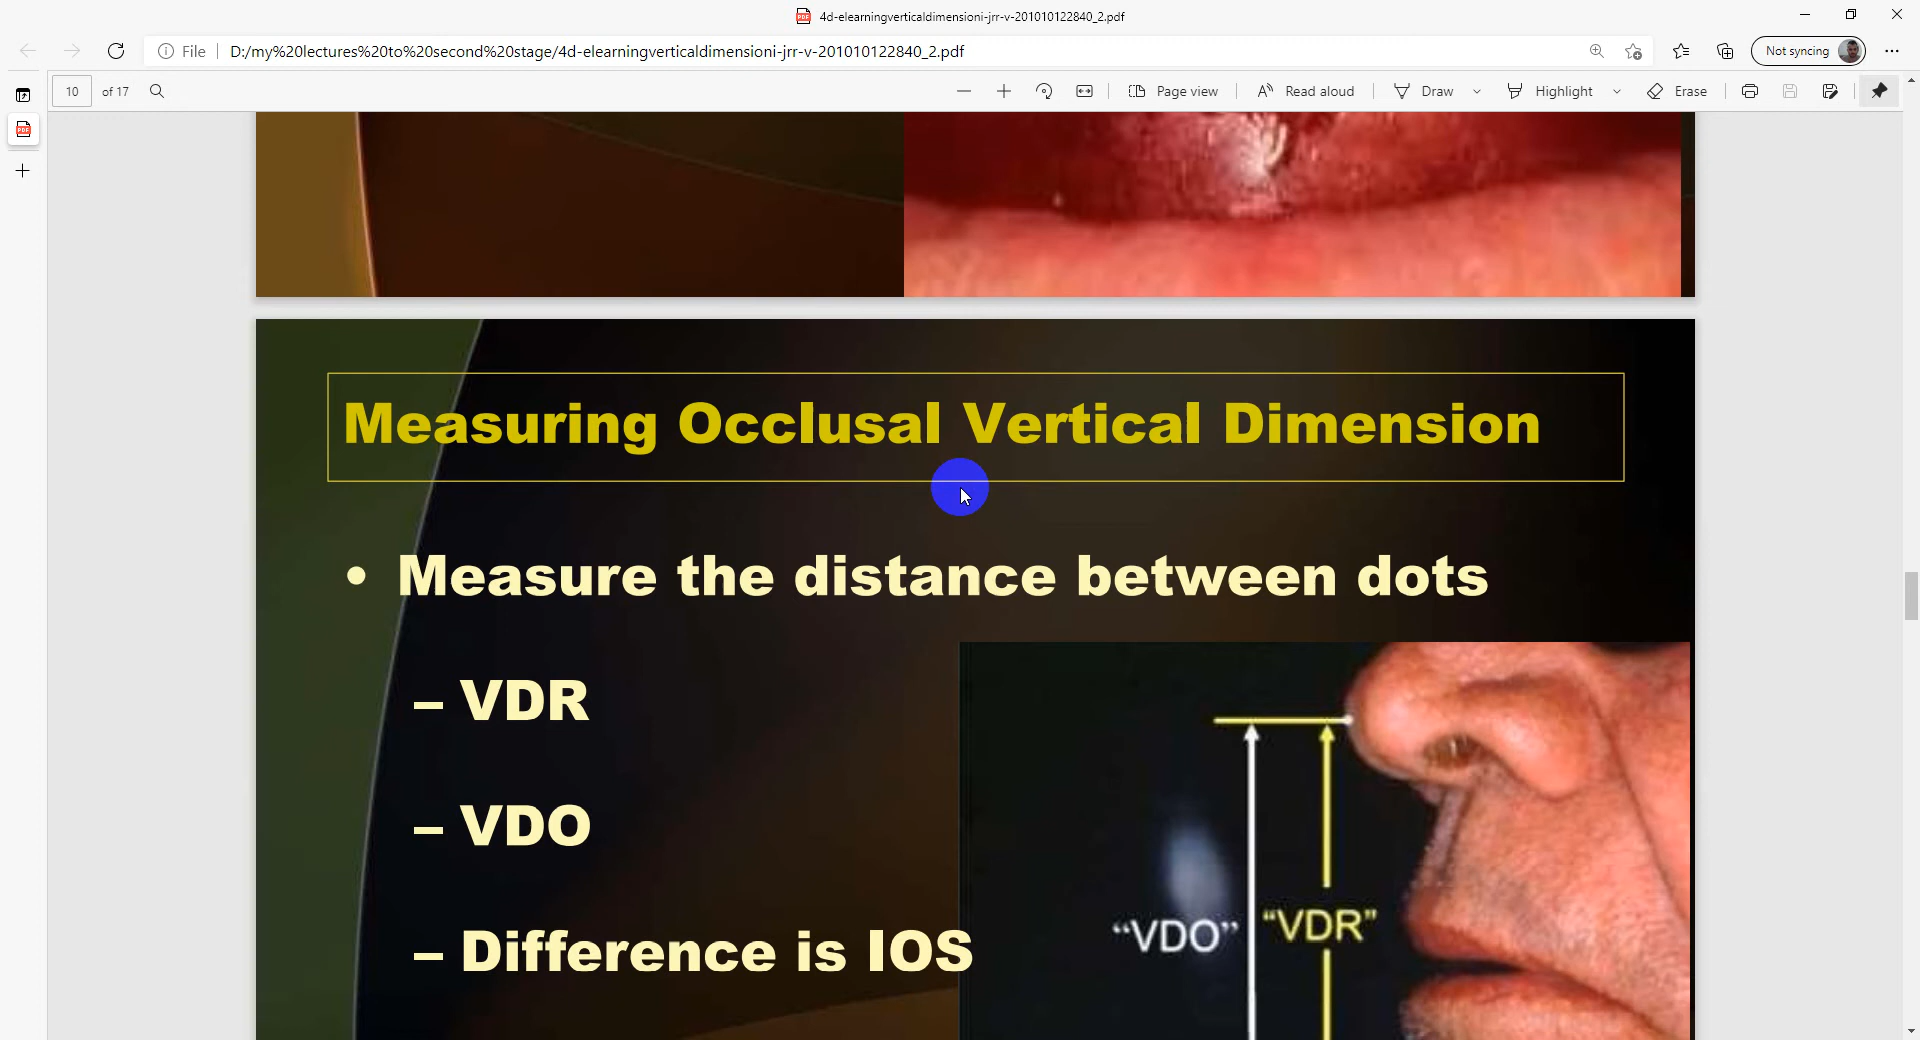 4d-elearningverticaldimensioni-jrr-v-201010122840_2.pdf
File
D:/my%20lectures%20to%20second%20stage/4d-elearningverticaldimensioni-jrr-v-201010122840_2.pdf
Not syncing
10 of 17
Page view
Read aloud
Draw
Highlight
Erase
Measuring Occlusal Vertical Dimension
• Measure the distance between dots
– VDR
– VDO
– Difference is IOS
“VDO” “VDR”